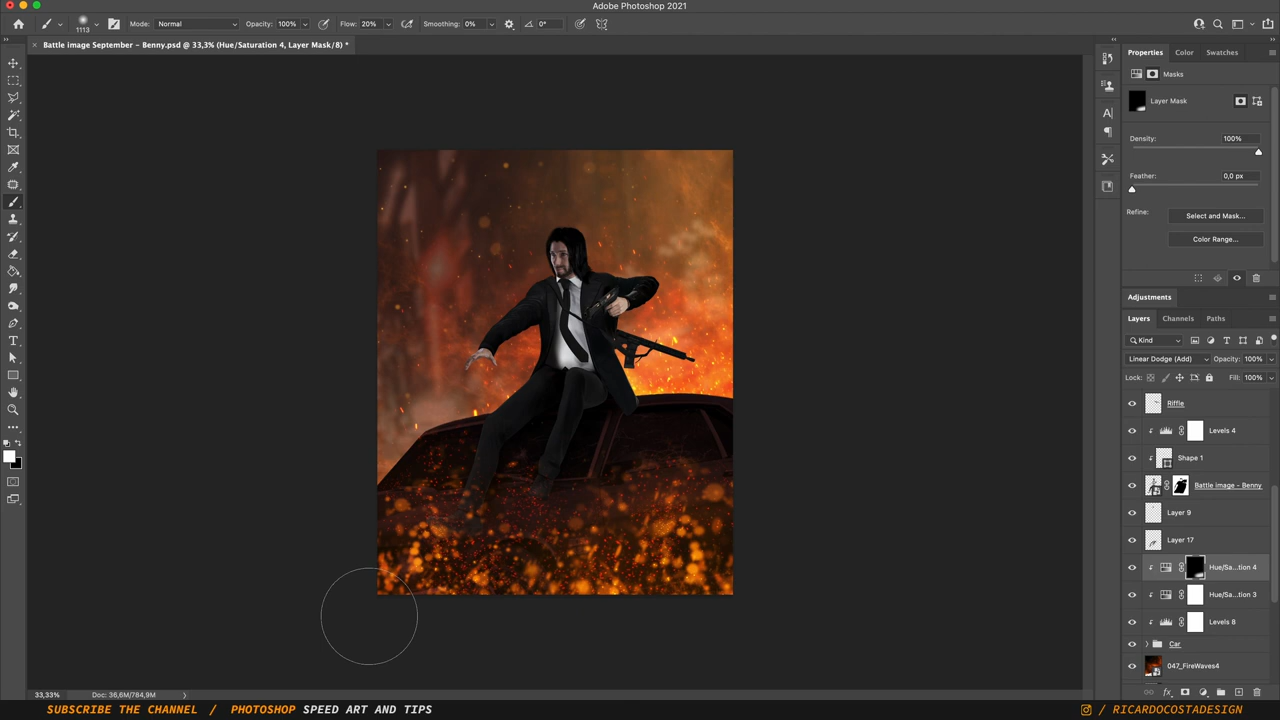 Adobe Photoshop 2021
1113
Mode: Normal
Opacity: 100%
Flow: 20%
Smoothing: 0%
0°
Battle image September - Benny.psd @ 33,3% (Hue/Saturation 4, Layer Mask/8) *
Properties
Color
Swatches
Masks
Layer Mask
Density: 100%
Feather: 0,0 px
Refine:
Select and Mask...
Color Range...
Adjustments
Layers
Channels
Paths
Kind
Linear Dodge (Add)
Opacity: 100%
Lock:
Fill: 100%
Riffle
Levels 4
Shape 1
Battle image - Benny
Layer 9
Layer 17
Hue/Sa...tion 4
Hue/Sa...tion 3
Levels 8
Car
047_FireWaves4
33,33%
Doc: 36,6M/784,9M
SUBSCRIBE THE CHANNEL / PHOTOSHOP SPEED ART AND TIPS
/ RICARDOCOSTADESIGN